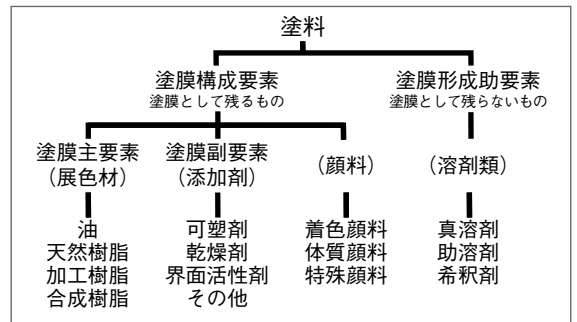 塗料
塗膜構成要素
塗膜として残るもの
塗膜形成助要素
塗膜として残らないもの
塗膜主要素
（展色材）
塗膜副要素
（添加剤）
（顔料）
（溶剤類）
油
天然樹脂
加工樹脂
合成樹脂
可塑剤
乾燥剤
界面活性剤
その他
着色顔料
体質顔料
特殊顔料
真溶剤
助溶剤
希釈剤